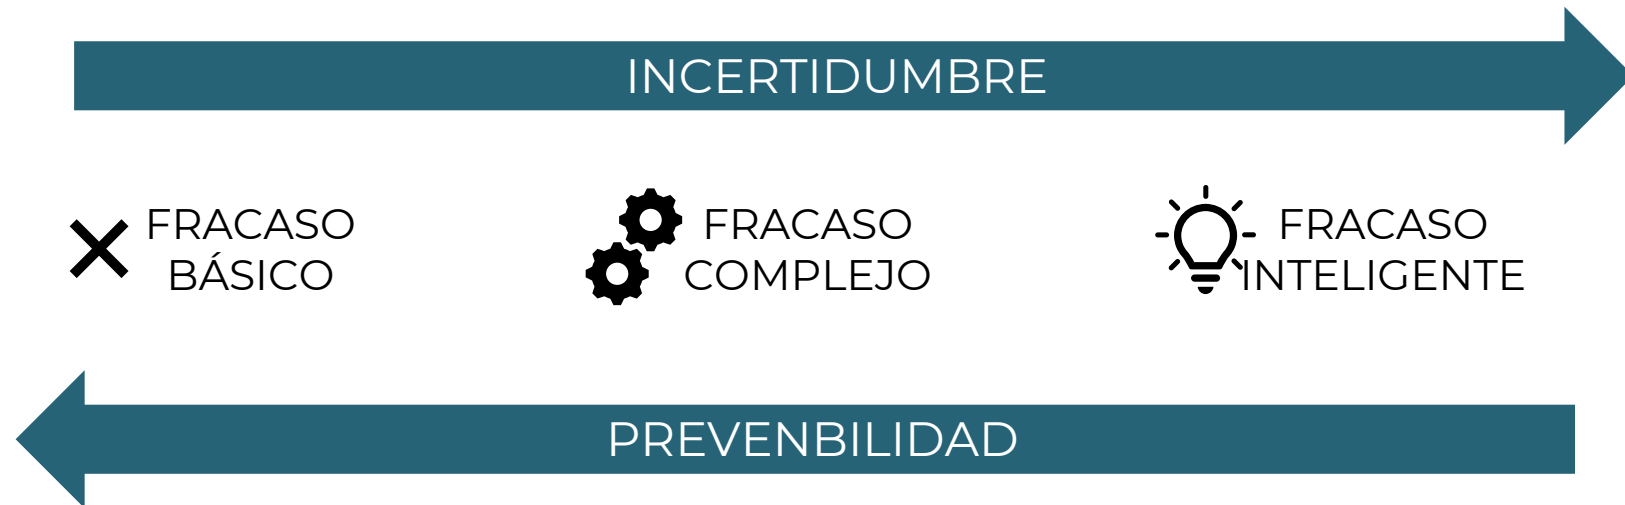 INCERTIDUMBRE
FRACASO
BÁSICO
FRACASO
COMPLEJO
FRACASO
INTELIGENTE
PREVENBILIDAD